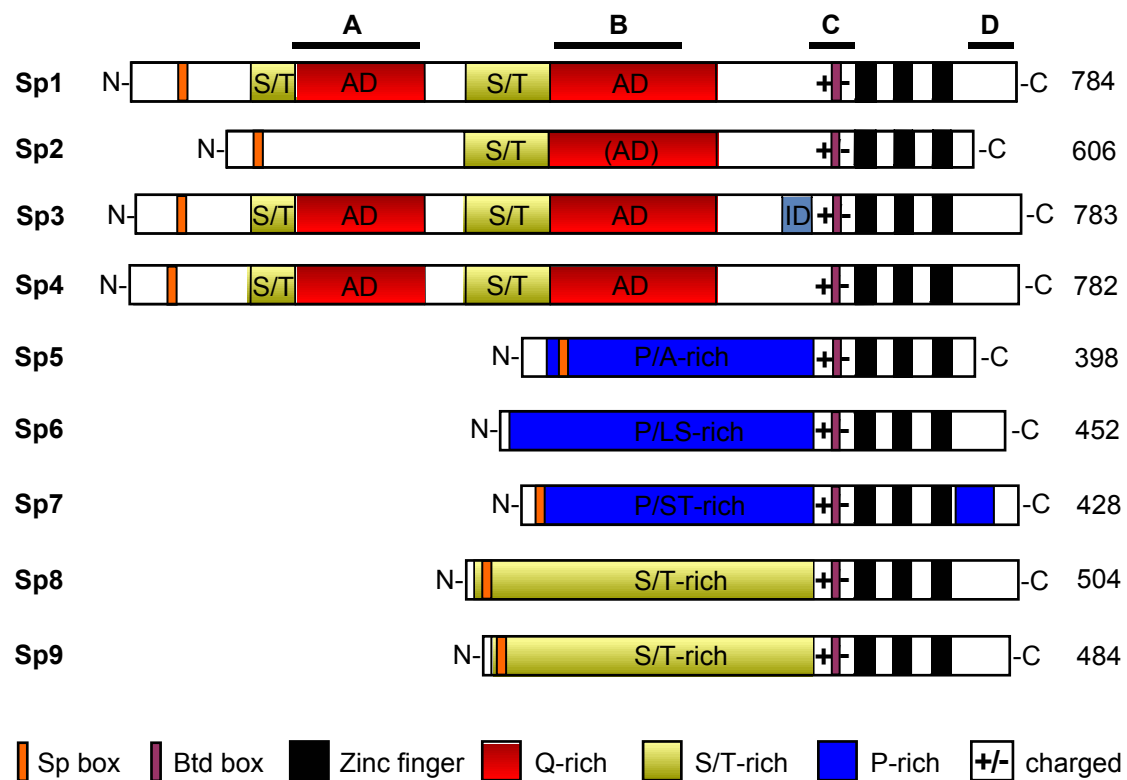 A B C D
Sp1 N- S/T AD S/T AD +/- -C 784
Sp2 N- S/T (AD) +/- -C 606
Sp3 N- S/T AD S/T AD ID +/- -C 783
Sp4 N- S/T AD S/T AD +/- -C 782
Sp5 N- P/A-rich +/- -C 398
Sp6 N- P/LS-rich +/- -C 452
Sp7 N- P/ST-rich +/- -C 428
Sp8 N- S/T-rich +/- -C 504
Sp9 N- S/T-rich +/- -C 484
Sp box Btd box Zinc finger Q-rich S/T-rich P-rich +/- charged